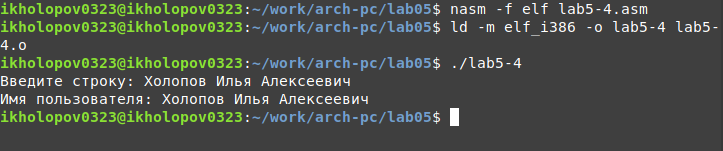 ikholopov0323@ikholopov0323:~/work/arch-pc/lab05$ nasm -f elf lab5-4.asm
ikholopov0323@ikholopov0323:~/work/arch-pc/lab05$ ld -m elf_i386 -o lab5-4 lab5-
4.o
ikholopov0323@ikholopov0323:~/work/arch-pc/lab05$ ./lab5-4
Введите строку: Холопов Илья Алексеевич
Имя пользователя: Холопов Илья Алексеевич
ikholopov0323@ikholopov0323:~/work/arch-pc/lab05$